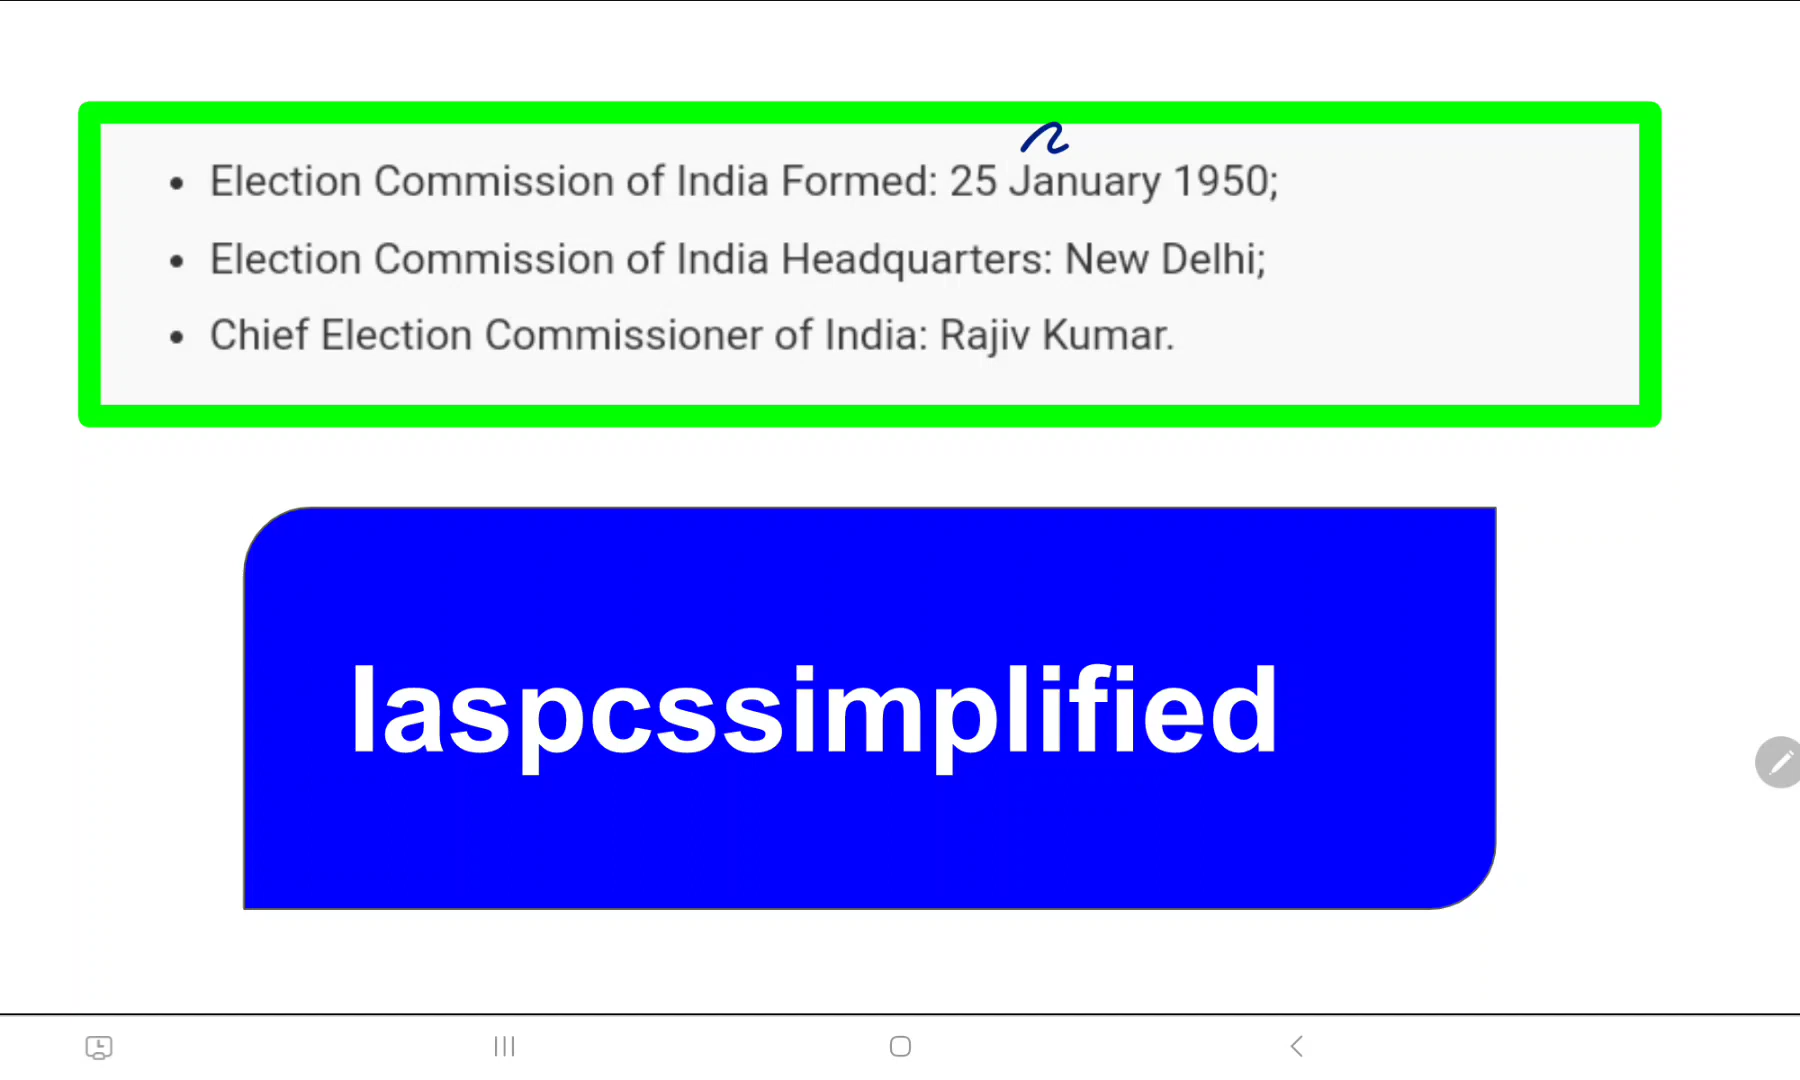 • Election Commission of India Formed: 25 January 1950;
• Election Commission of India Headquarters: New Delhi;
• Chief Election Commissioner of India: Rajiv Kumar.
Iaspcssimplified